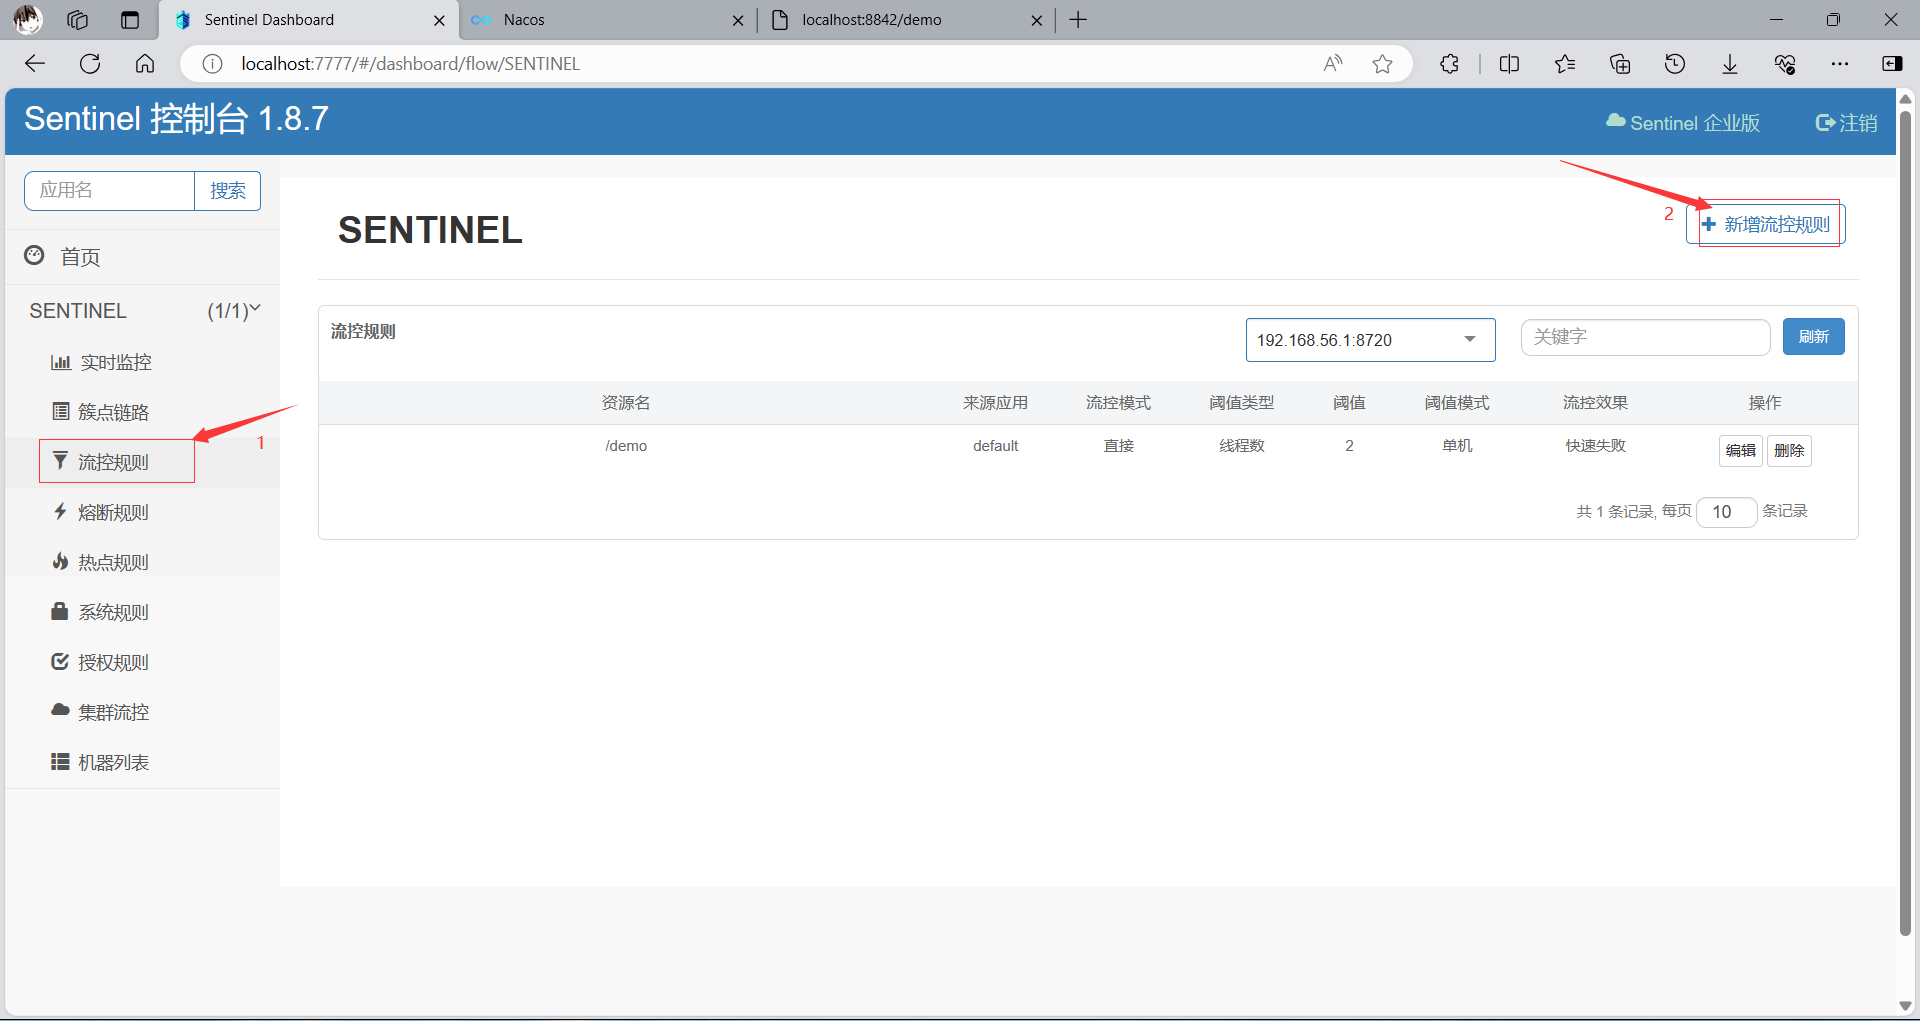 Sentinel Dashboard
Nacos
localhost:8842/demo
localhost:7777/#/dashboard/flow/SENTINEL
Sentinel 控制台 1.8.7
Sentinel 企业版
注销
应用名
搜索
SENTINEL
2
新增流控规则
首页
SENTINEL
(1/1)
流控规则
192.168.56.1:8720
关键字
刷新
实时监控
资源名 来源应用 流控模式 阈值类型 阈值 阈值模式 流控效果 操作
簇点链路
1
/demo default 直接 线程数 2 单机 快速失败 编辑 删除
流控规则
共 1 条记录, 每页 10 条记录
熔断规则
热点规则
系统规则
授权规则
集群流控
机器列表